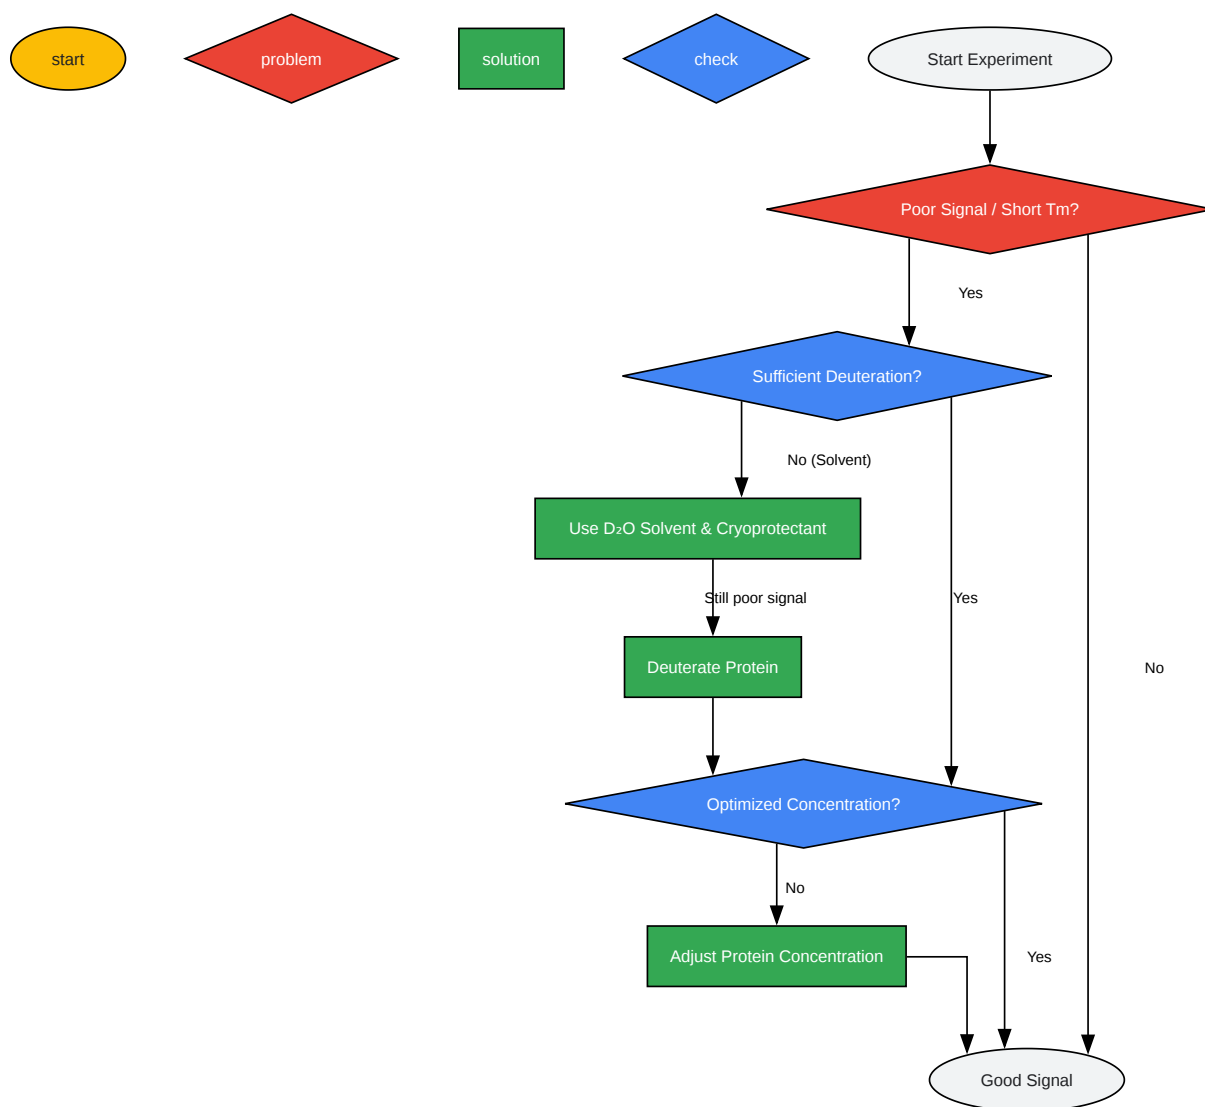 start
problem
solution
check
Start Experiment
Poor Signal / Short Tm?
Yes
Sufficient Deuteration?
No (Solvent)
Use D₂O Solvent & Cryoprotectant
Still poor signal
Yes
Deuterate Protein
No
Optimized Concentration?
No
Adjust Protein Concentration
Yes
Good Signal